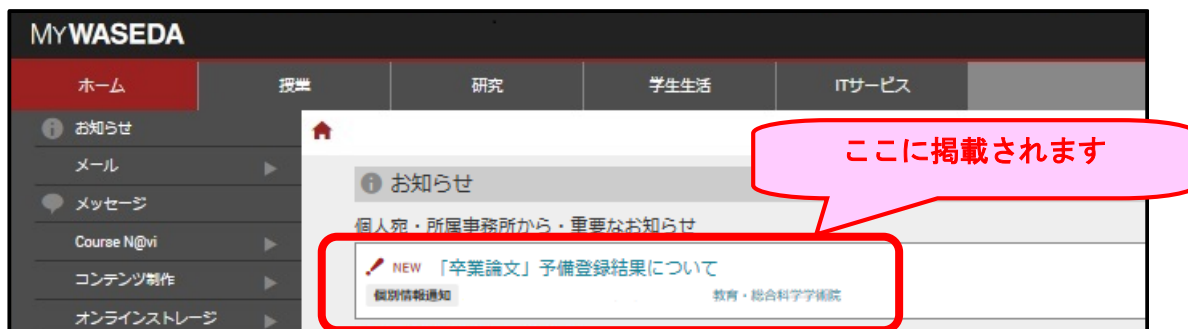 MYWASEDA
ホーム 授業 研究 学生生活 ITサービス
お知らせ
メール
メッセージ
Course N@vi
コンテンツ制作
オンラインストレージ
ここに掲載されます
お知らせ
個人宛・所属事務所から・重要なお知らせ
NEW 「卒業論文」予備登録結果について
個別情報通知 教育・総合科学学術院